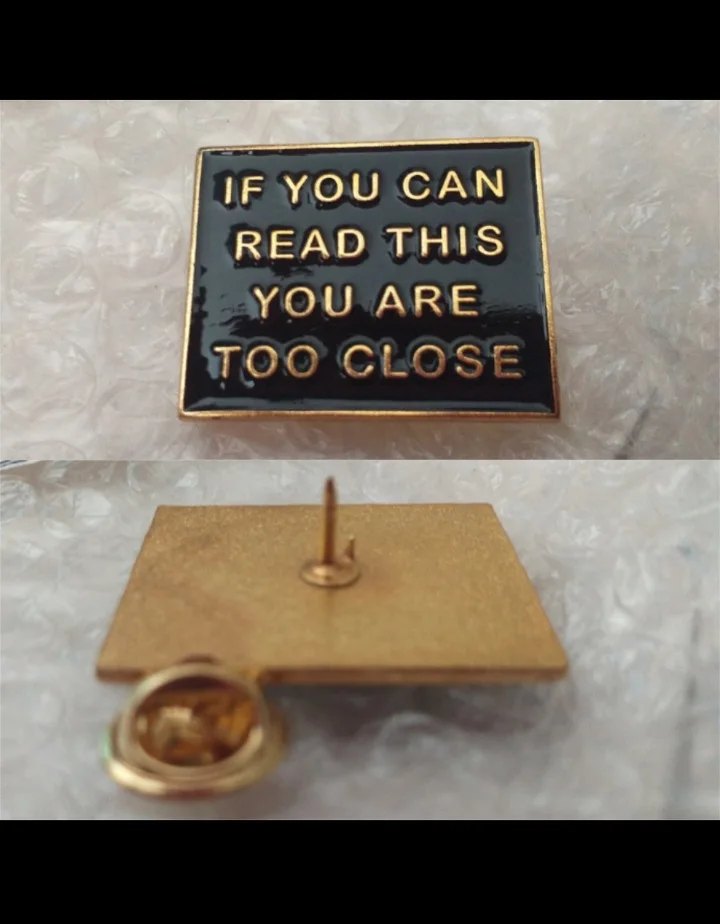 IF YOU CAN
READ THIS
YOU ARE
TOO CLOSE